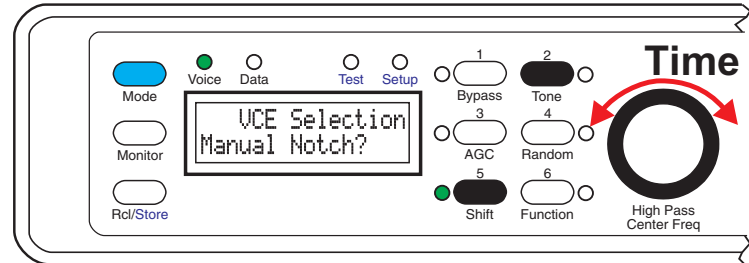 Time
Voice Data Test Setup
1 2
Mode
Bypass Tone
VCE Selection
Manual Notch?
3 4
Monitor
AGC Random
5 6
Rcl/Store
Shift Function
High Pass
Center Freq